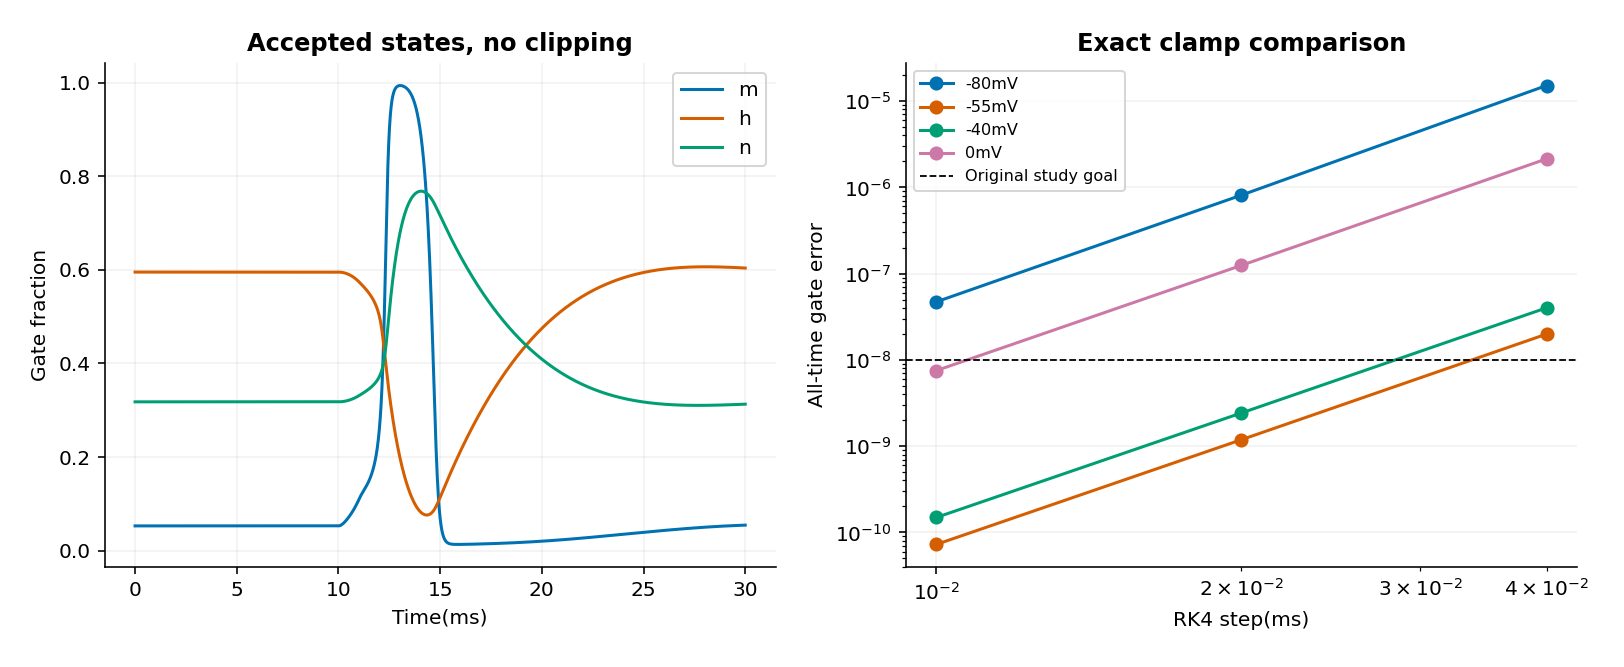 Accepted states, no clipping
Gate fraction
1.0
0.8
0.6
0.4
0.2
0.0
m
h
n
0
5
10
15
20
25
30
Time(ms)
Exact clamp comparison
All-time gate error
10⁻⁵
10⁻⁶
10⁻⁷
10⁻⁸
10⁻⁹
10⁻¹⁰
-80mV
-55mV
-40mV
0mV
Original study goal
10⁻²
2 × 10⁻²
3 × 10⁻²
4 × 10⁻²
RK4 step(ms)